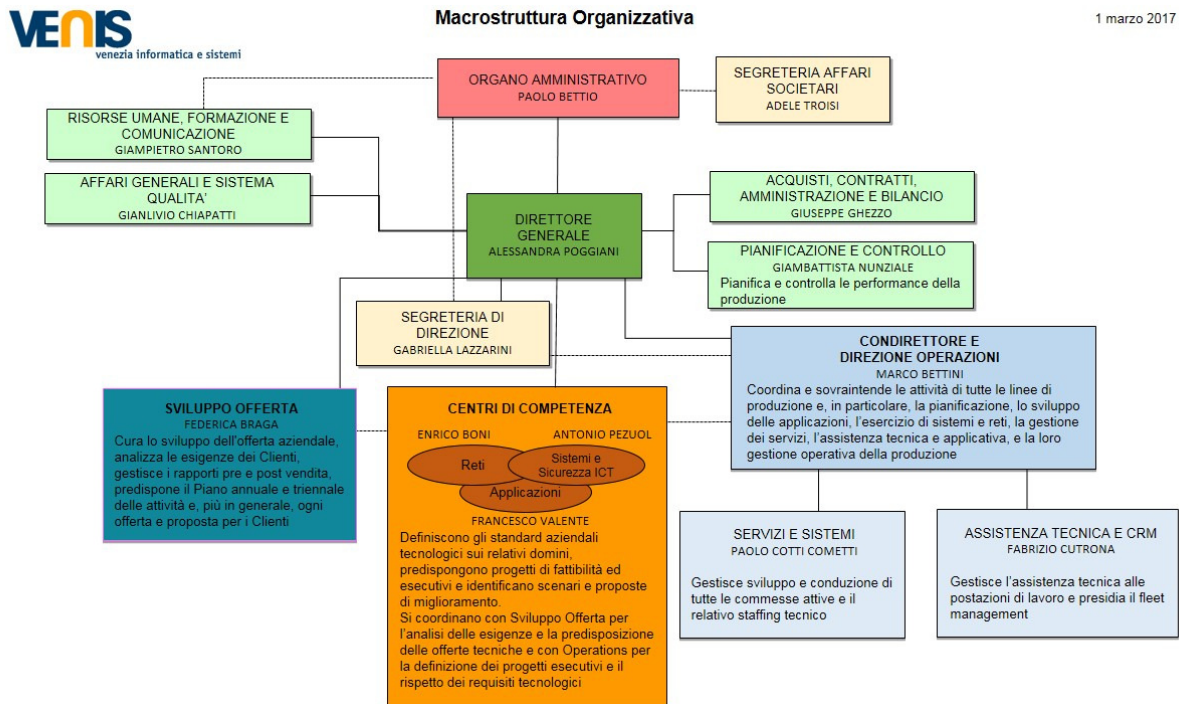 VENIS
venezia informatica e sistemi
Macrostruttura Organizzativa
1 marzo 2017
ORGANO AMMINISTRATIVO
PAOLO BETTIO
SEGRETERIA AFFARI
SOCIETARI
ADELE TROISI
RISORSE UMANE, FORMAZIONE E
COMUNICAZIONE
GIAMPIETRO SANTORO
AFFARI GENERALI E SISTEMA
QUALITA'
GIANLIVIO CHIAPATTI
DIRETTORE
GENERALE
ALESSANDRA POGGIANI
ACQUISTI, CONTRATTI,
AMMINISTRAZIONE E BILANCIO
GIUSEPPE GHEZZO
PIANIFICAZIONE E CONTROLLO
GIAMBATTISTA NUNZIALE
Pianifica e controlla le performance della
produzione
SEGRETERIA DI
DIREZIONE
GABRIELLA LAZZARINI
CONDIRETTORE E
DIREZIONE OPERAZIONI
MARCO BETTINI
Coordina e sovraintende le attività di tutte le linee di
produzione e, in particolare, la pianificazione, lo sviluppo
delle applicazioni, l'esercizio di sistemi e reti, la gestione
dei servizi, l'assistenza tecnica e applicativa, e la loro
gestione operativa della produzione
SVILUPPO OFFERTA
FEDERICA BRAGA
Cura lo sviluppo dell'offerta aziendale,
analizza le esigenze dei Clienti,
gestisce i rapporti pre e post vendita,
predispone il Piano annuale e triennale
delle attività e, più in generale, ogni
offerta e proposta per i Clienti
CENTRI DI COMPETENZA
ENRICO BONI
ANTONIO PEZUOL
Reti
Sistemi e
Sicurezza ICT
Applicazioni
FRANCESCO VALENTE
Definiscono gli standard aziendali
tecnologici sui relativi domini,
predispongono progetti di fattibilità ed
esecutivi e identificano scenari e proposte
di miglioramento.
Si coordinano con Sviluppo Offerta per
l'analisi delle esigenze e la predisposizione
delle offerte tecniche e con Operations per
la definizione dei progetti esecutivi e il
rispetto dei requisiti tecnologici
SERVIZI E SISTEMI
PAOLO COTTI COMETTI
Gestisce sviluppo e conduzione di
tutte le commesse attive e il
relativo staffing tecnico
ASSISTENZA TECNICA E CRM
FABRIZIO CUTRONA
Gestisce l'assistenza tecnica alle
postazioni di lavoro e presidia il fleet
management